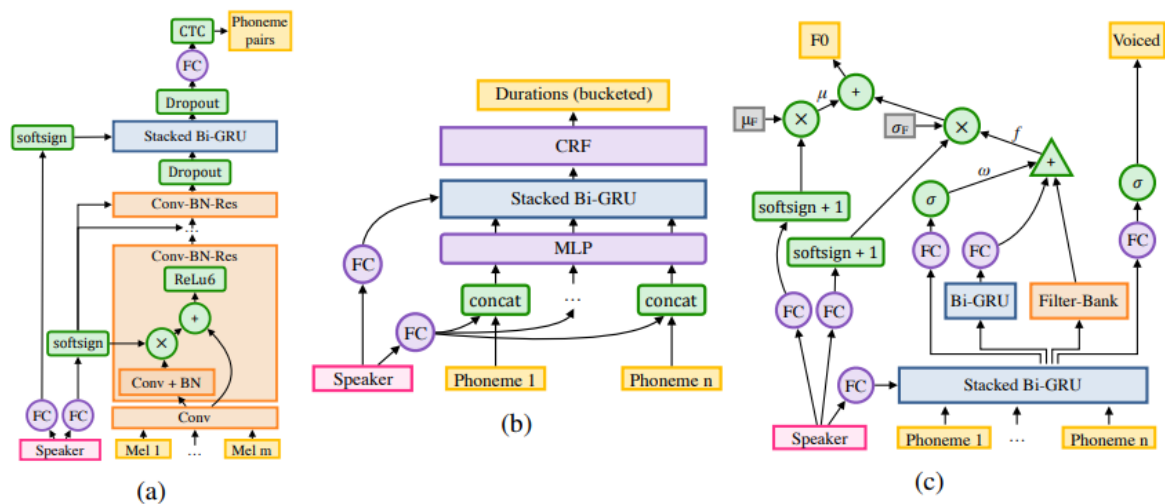 CTC
Phoneme
pairs
FC
Dropout
softsign
Stacked Bi-GRU
Dropout
Conv-BN-Res
...
Conv-BN-Res
ReLu6
+
softsign
×
Conv + BN
FC
FC
Conv
Speaker
Mel 1
...
Mel m
(a)
Durations (bucketed)
CRF
Stacked Bi-GRU
MLP
FC
concat
...
concat
FC
Speaker
Phoneme 1
Phoneme n
(b)
F0
Voiced
μ
+
μF
×
σF
×
f
+
ω
σ
σ
softsign + 1
softsign + 1
FC
FC
FC
Bi-GRU
Filter-Bank
FC
FC
FC
Stacked Bi-GRU
Speaker
Phoneme 1
...
Phoneme n
(c)